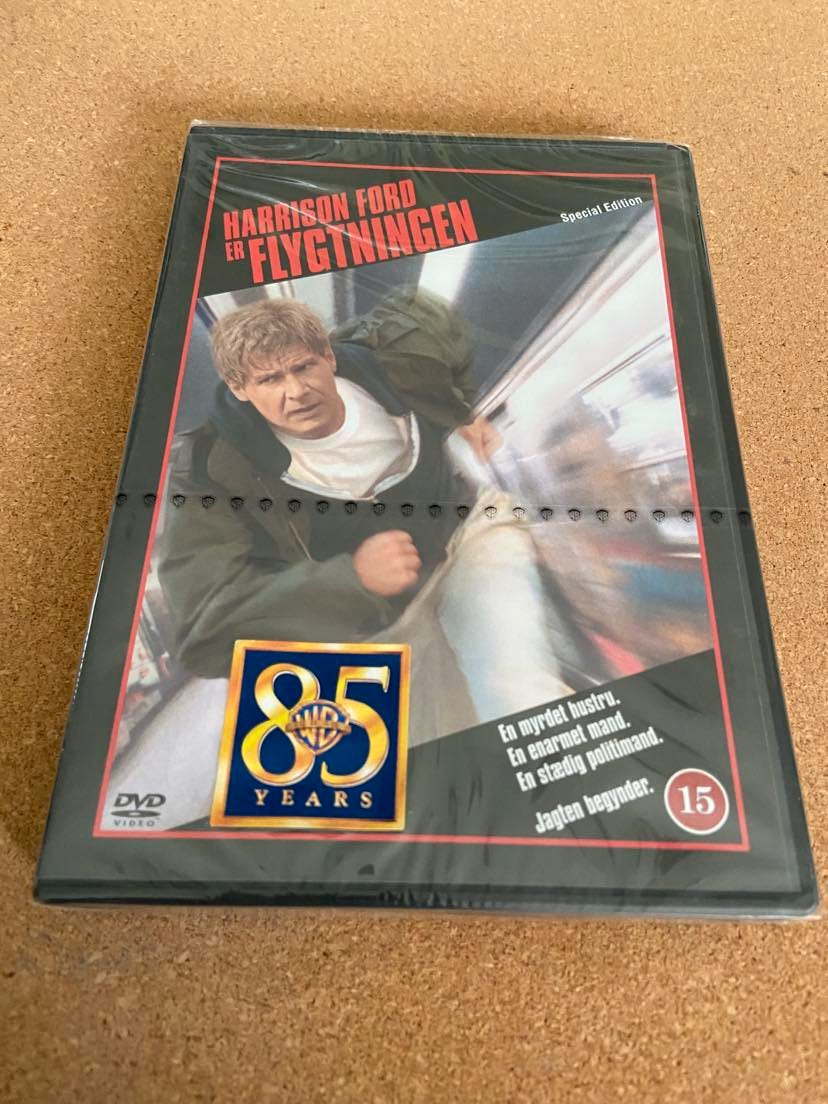 HARRISON FORD
ER FLYGTNINGEN
Special Edition
85
WB
YEARS
En myrdet hustru.
En enarmet mand.
En stædig politimand.
Jagten begynder.
15
DVD
VIDEO